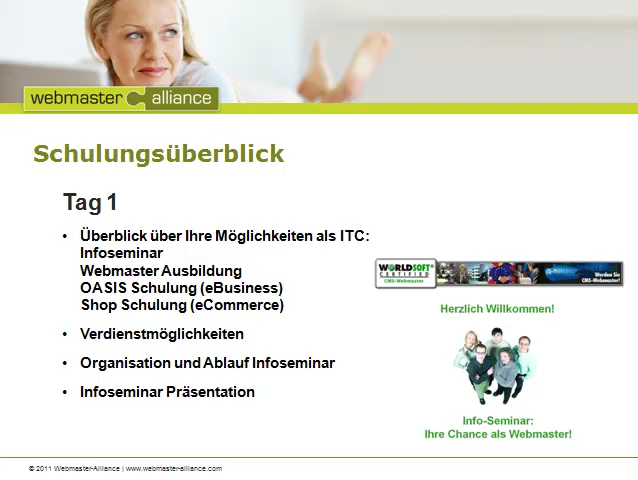 webmaster alliance
Schulungsüberblick
Tag 1
• Überblick über Ihre Möglichkeiten als ITC:
Infoseminar
Webmaster Ausbildung
OASIS Schulung (eBusiness)
Shop Schulung (eCommerce)
• Verdienstmöglichkeiten
• Organisation und Ablauf Infoseminar
• Infoseminar Präsentation
WORLDSOFT®
CERTIFIED
CMS-Webmaster
Werden Sie
CMS-Webmaster!
Herzlich Willkommen!
Info-Seminar:
Ihre Chance als Webmaster!
© 2011 Webmaster-Alliance | www.webmaster-alliance.com